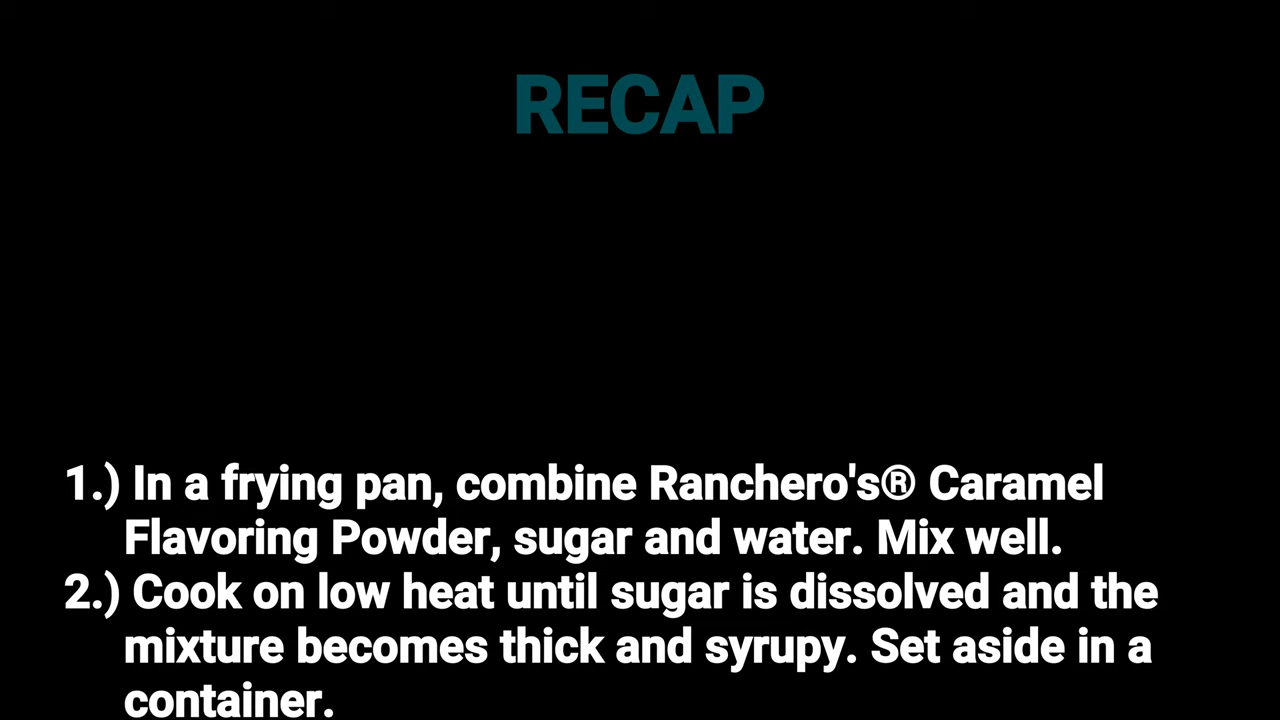 RECAP
1.) In a frying pan, combine Ranchero's® Caramel
Flavoring Powder, sugar and water. Mix well.
2.) Cook on low heat until sugar is dissolved and the
mixture becomes thick and syrupy. Set aside in a
container.